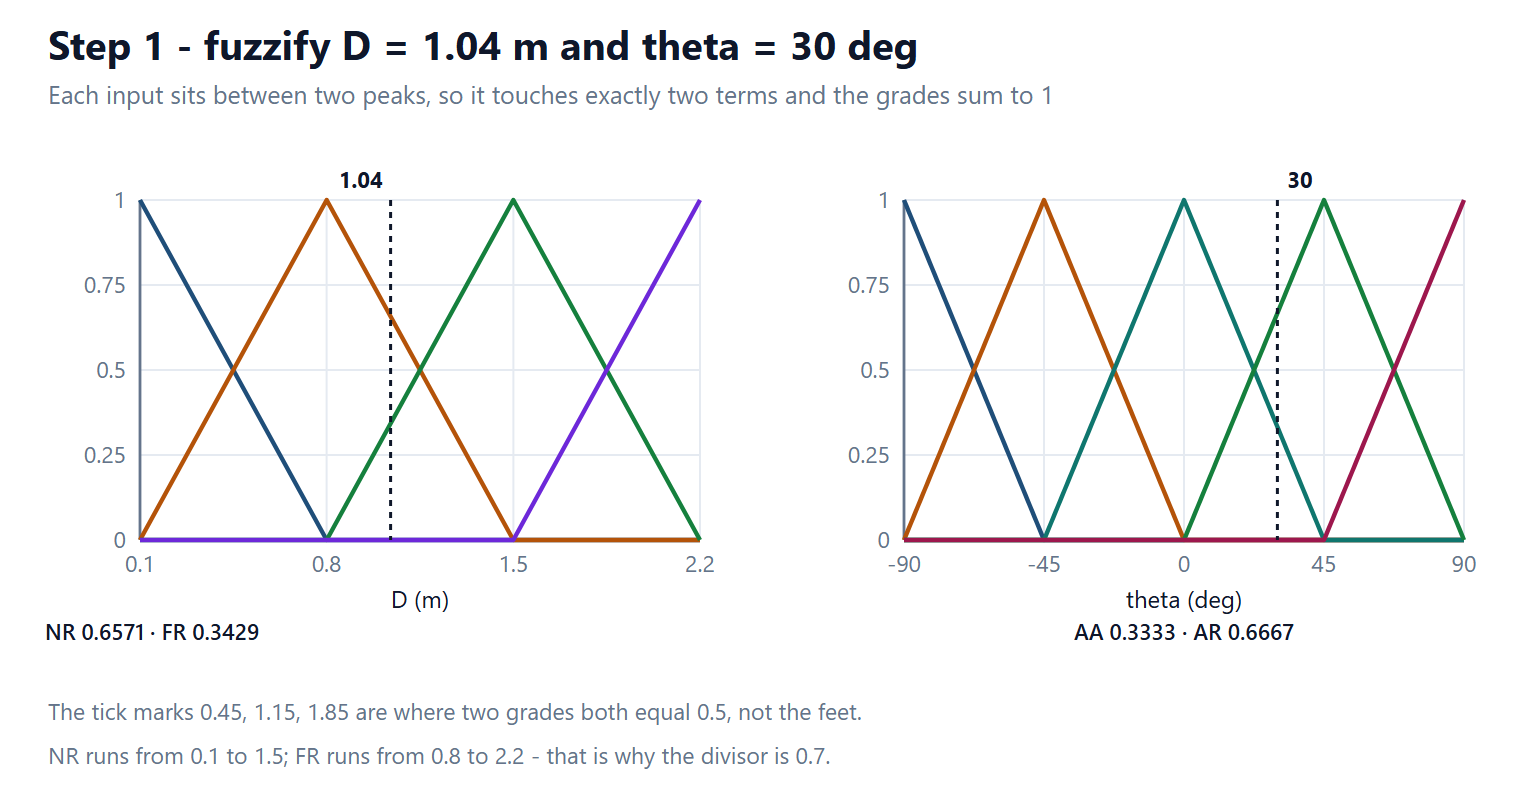 Step 1 - fuzzify D = 1.04 m and theta = 30 deg
Each input sits between two peaks, so it touches exactly two terms and the grades sum to 1
1.04
1
0.75
0.5
0.25
0
0.1
0.8
1.5
2.2
D (m)
NR 0.6571 · FR 0.3429
30
1
0.75
0.5
0.25
0
-90
-45
0
45
90
theta (deg)
AA 0.3333 · AR 0.6667
The tick marks 0.45, 1.15, 1.85 are where two grades both equal 0.5, not the feet.
NR runs from 0.1 to 1.5; FR runs from 0.8 to 2.2 - that is why the divisor is 0.7.